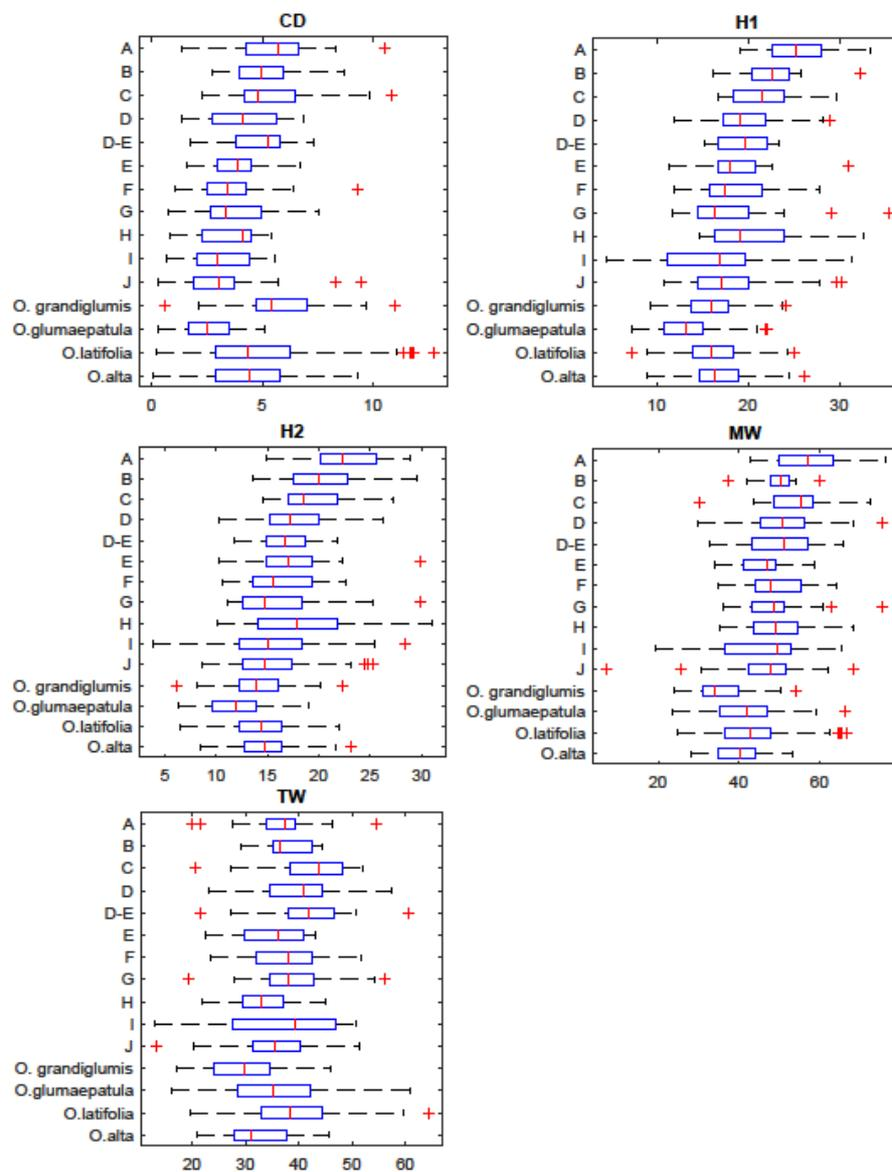 CD
A
B
C
D
D-E
E
F
G
H
I
J
O. grandiglumis
O.glumaepatula
O.latifolia
O.alta
0 5 10
H1
A
B
C
D
D-E
E
F
G
H
I
J
O. grandiglumis
O.glumaepatula
O.latifolia
O.alta
10 20 30
H2
A
B
C
D
D-E
E
F
G
H
I
J
O. grandiglumis
O.glumaepatula
O.latifolia
O.alta
5 10 15 20 25 30
MW
A
B
C
D
D-E
E
F
G
H
I
J
O. grandiglumis
O.glumaepatula
O.latifolia
O.alta
20 40 60
TW
A
B
C
D
D-E
E
F
G
H
I
J
O. grandiglumis
O.glumaepatula
O.latifolia
O.alta
20 30 40 50 60